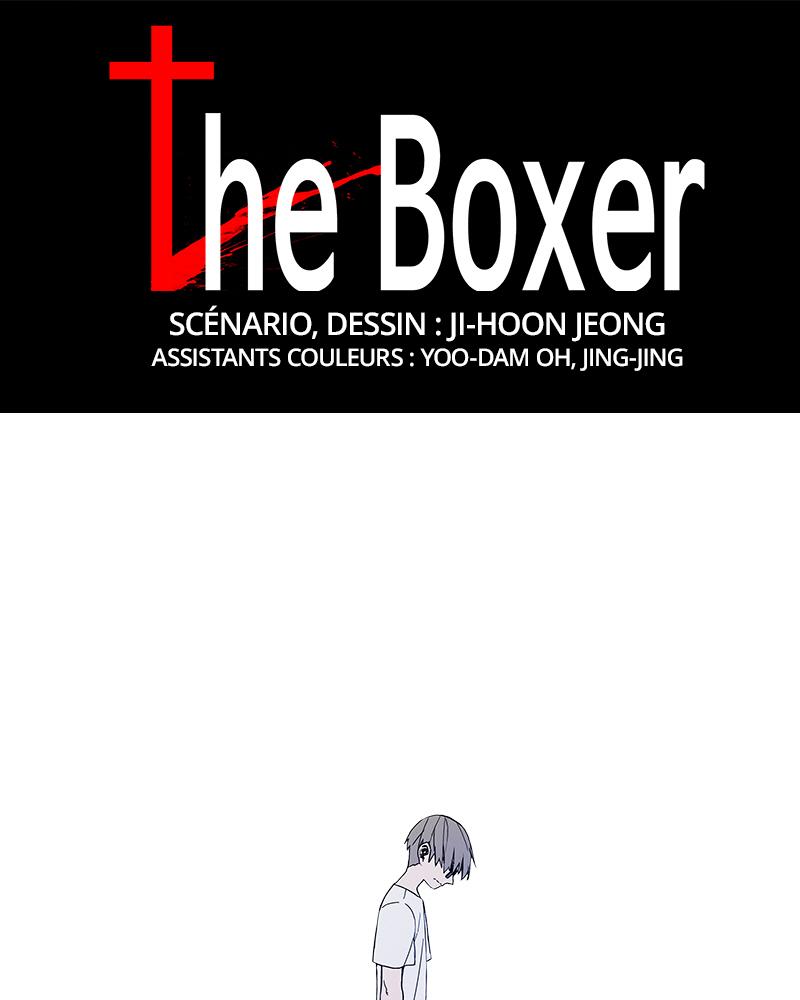 The Boxer
SCÉNARIO, DESSIN : JI-HOON JEONG
ASSISTANTS COULEURS : YOO-DAM OH, JING-JING